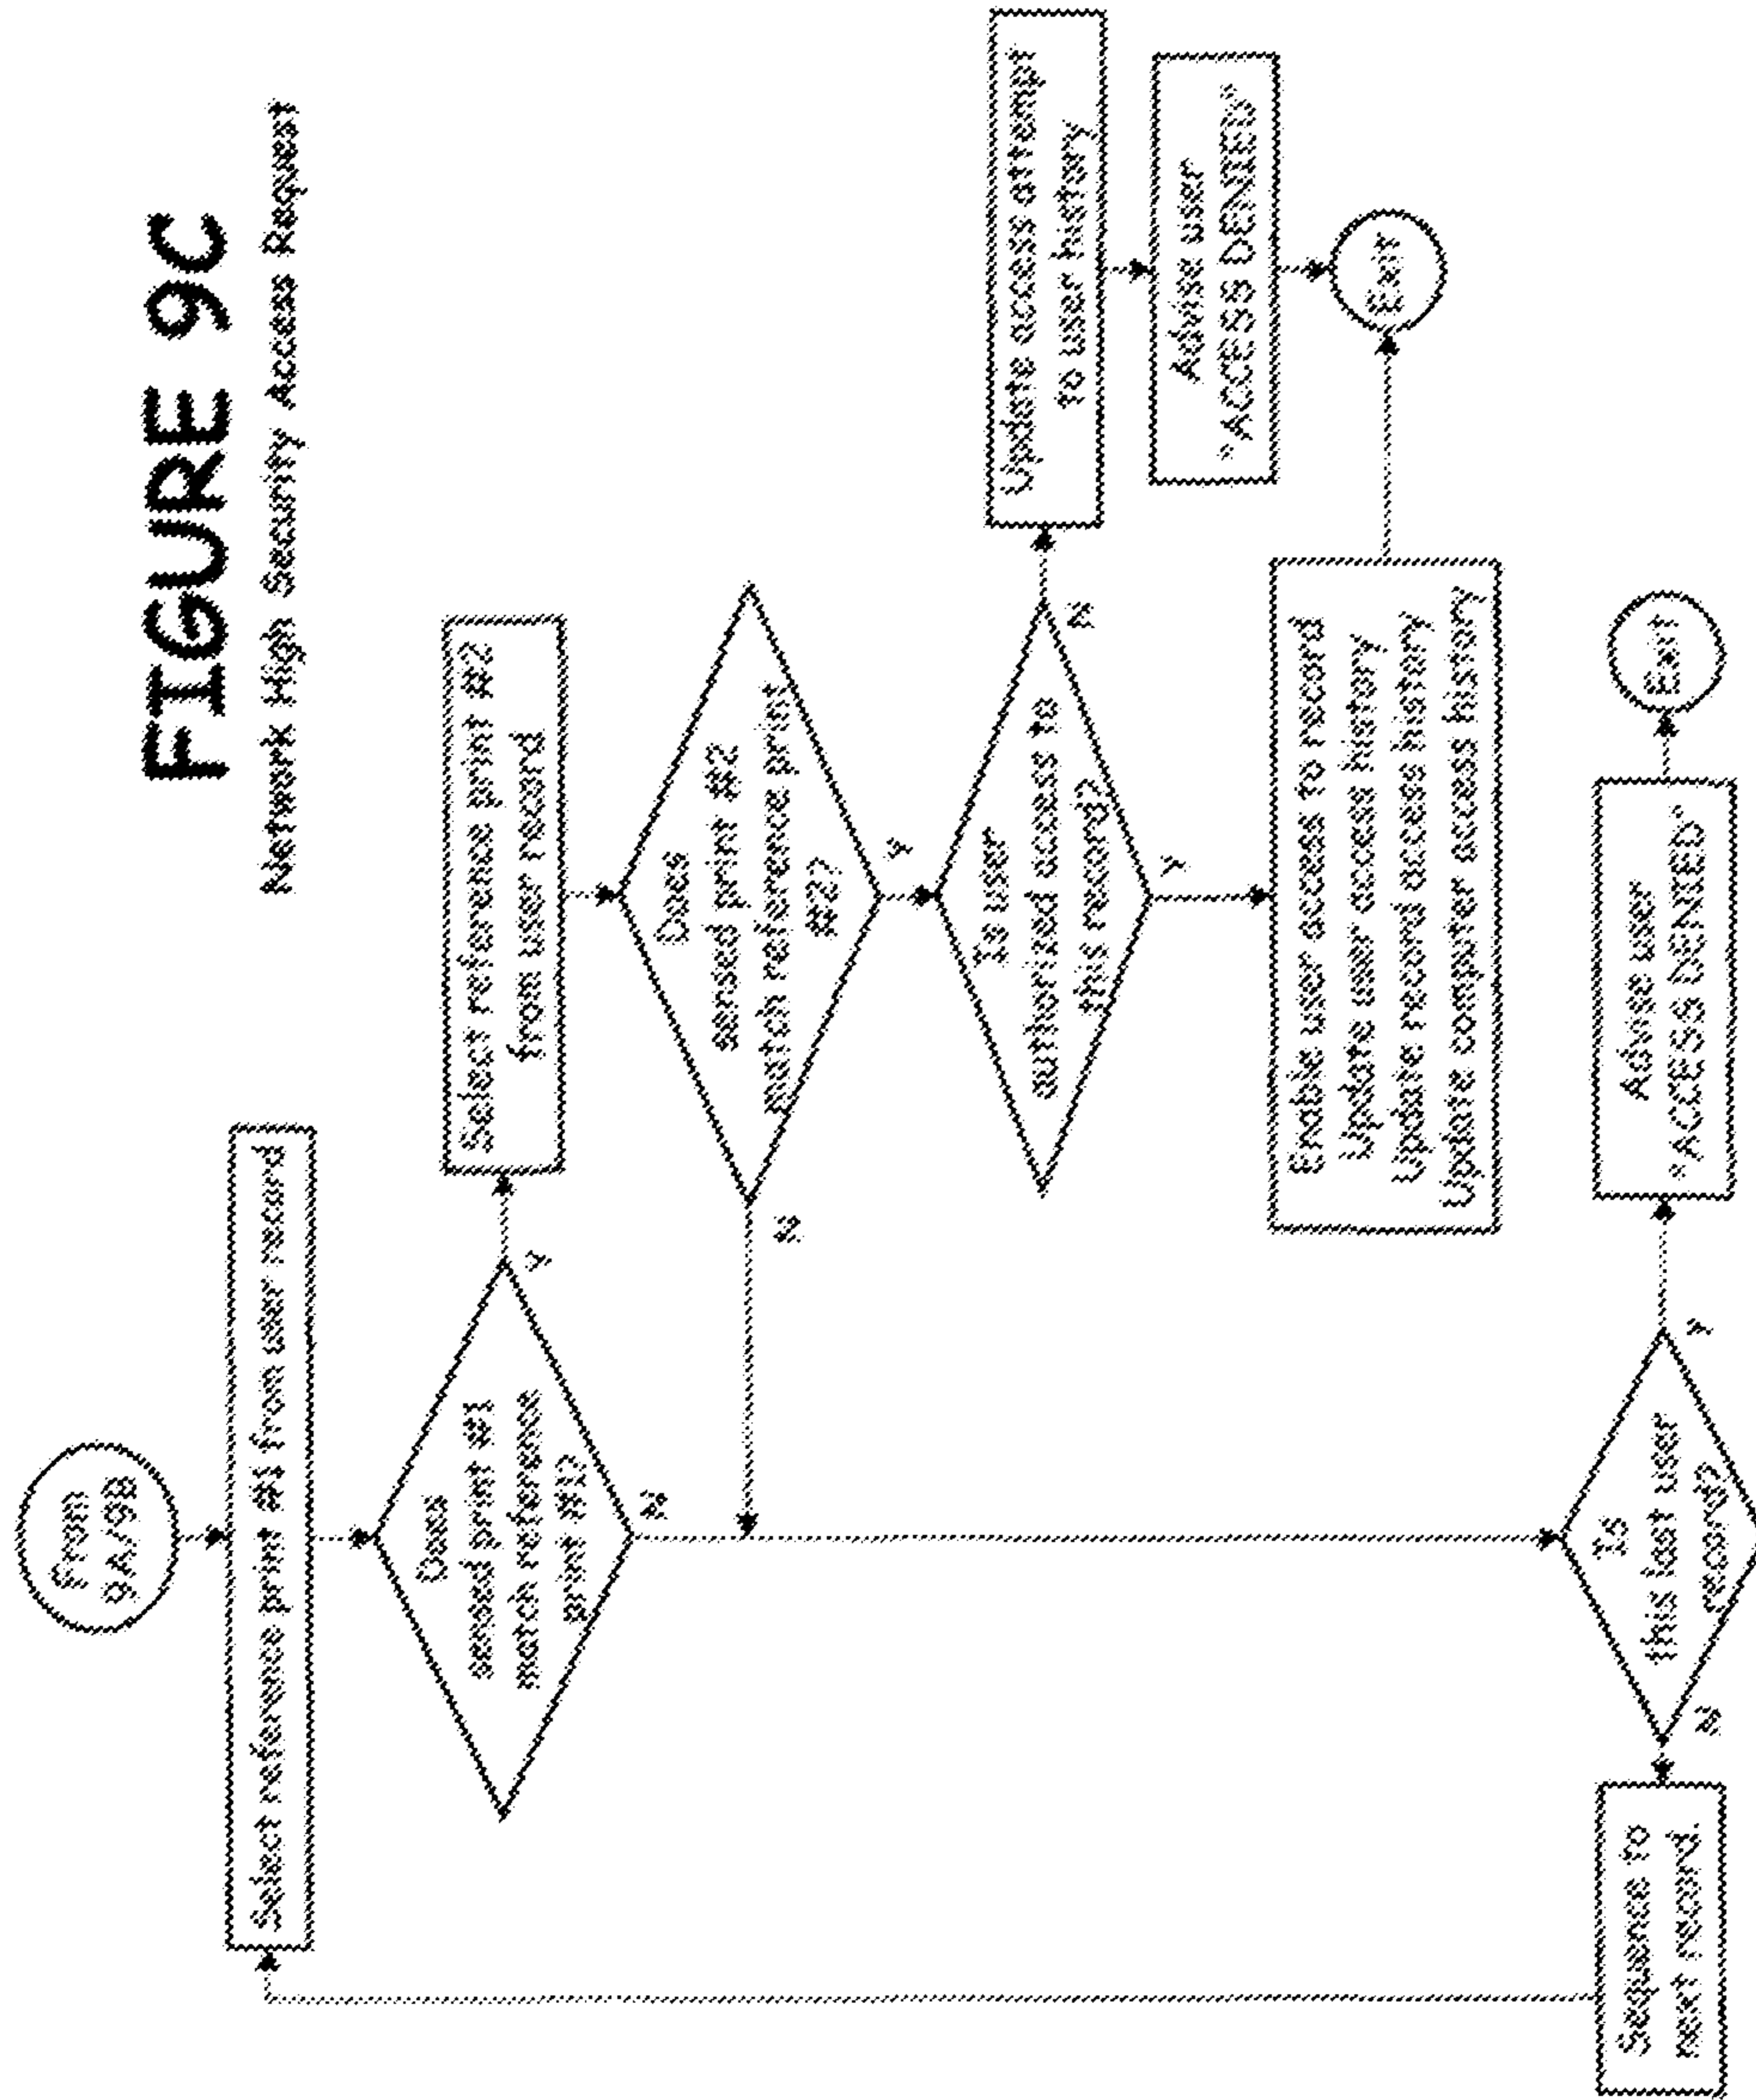 FIGURE 9C
Network High Security Access Request
From
9A/9B
Select reference print #1 from user record
Does
sensed print #1
match reference
print #1?
Y
N
Select reference print #2
from user record
Does
sensed print #2
match reference print
#2?
N
Y
Is user
authorized access to
this record?
N
Y
Update access attempt
to user history
Advise user
"ACCESS DENIED"
Exit
Enable user access to record
Update user access history
Update record access history
Update computer access history
Is
this last user
record?
N
Y
Sequence to
next record.
Advise user
"ACCESS DENIED"
Exit